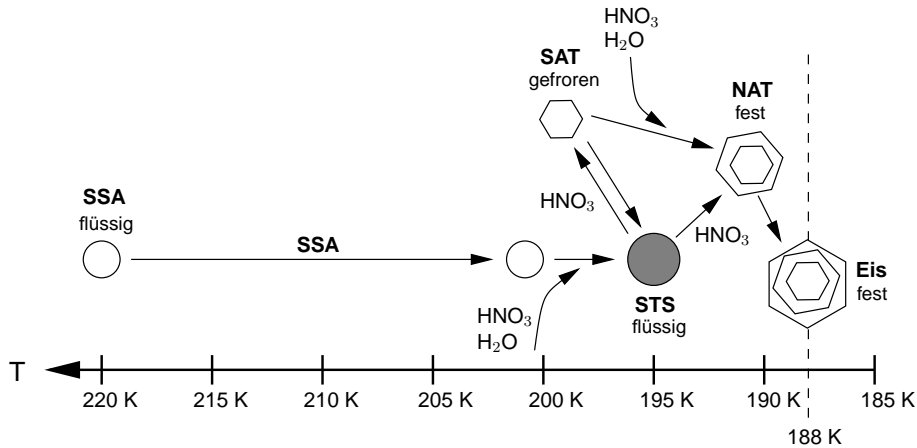 HNO₃
H₂O
SAT
gefroren
NAT
fest
SSA
flüssig
HNO₃
SSA
HNO₃
Eis
fest
HNO₃
H₂O
STS
flüssig
T
220 K 215 K 210 K 205 K 200 K 195 K 190 K 185 K
188 K